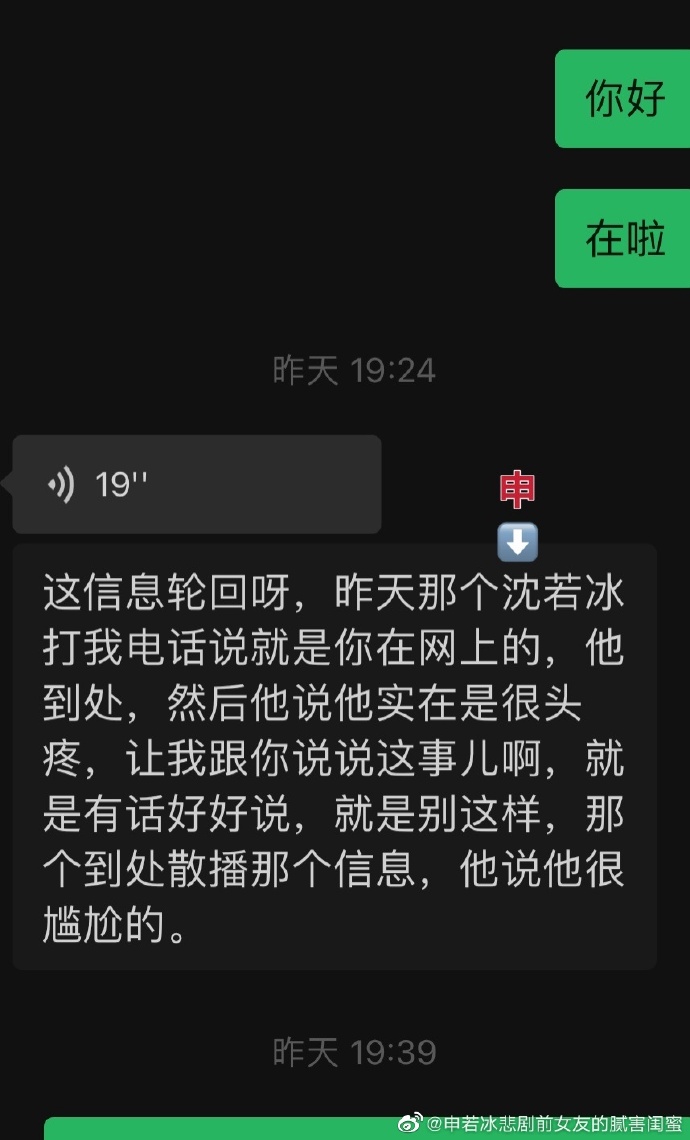 你好
在啦
昨天 19:24
19''
申
这信息轮回呀，昨天那个沈若冰
打我电话说就是你在网上的，他
到处，然后他说他实在是很头
疼，让我跟你说说这事儿啊，就
是有话好好说，就是别这样，那
个到处散播那个信息，他说他很
尴尬的。
昨天 19:39
@申若冰悲剧前女友的腻害闺蜜